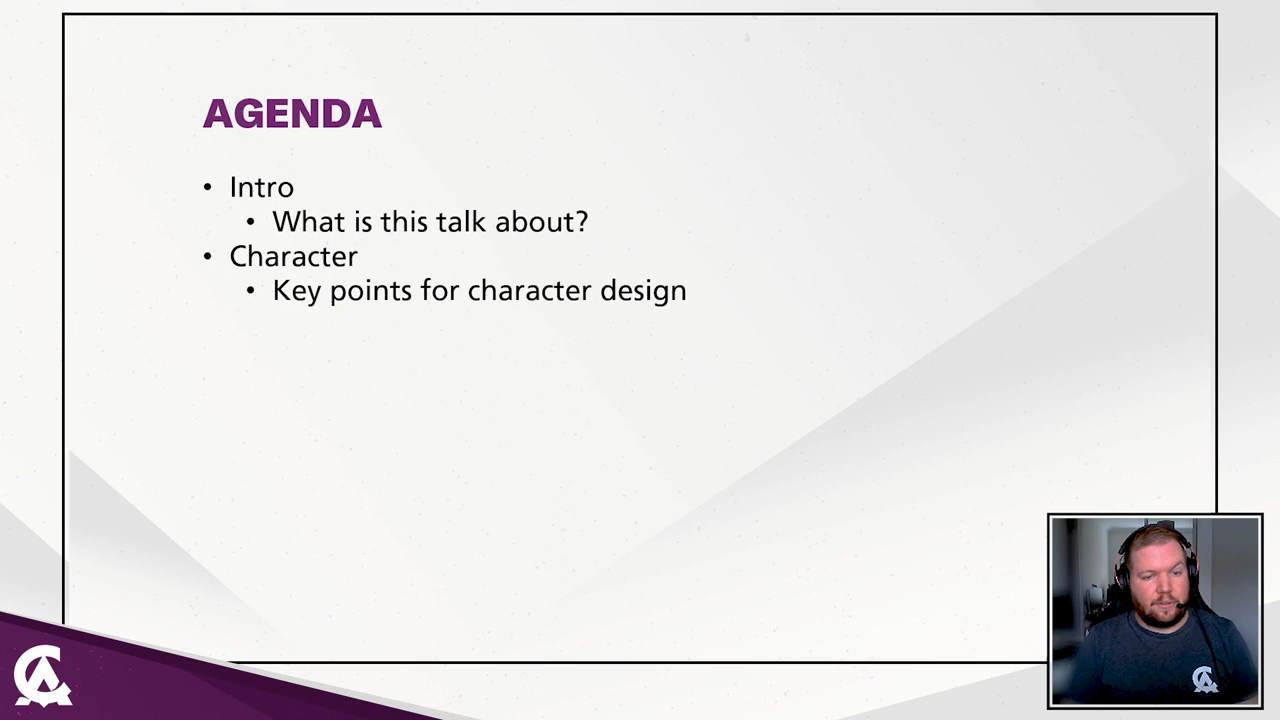 AGENDA
• Intro
• What is this talk about?
• Character
• Key points for character design